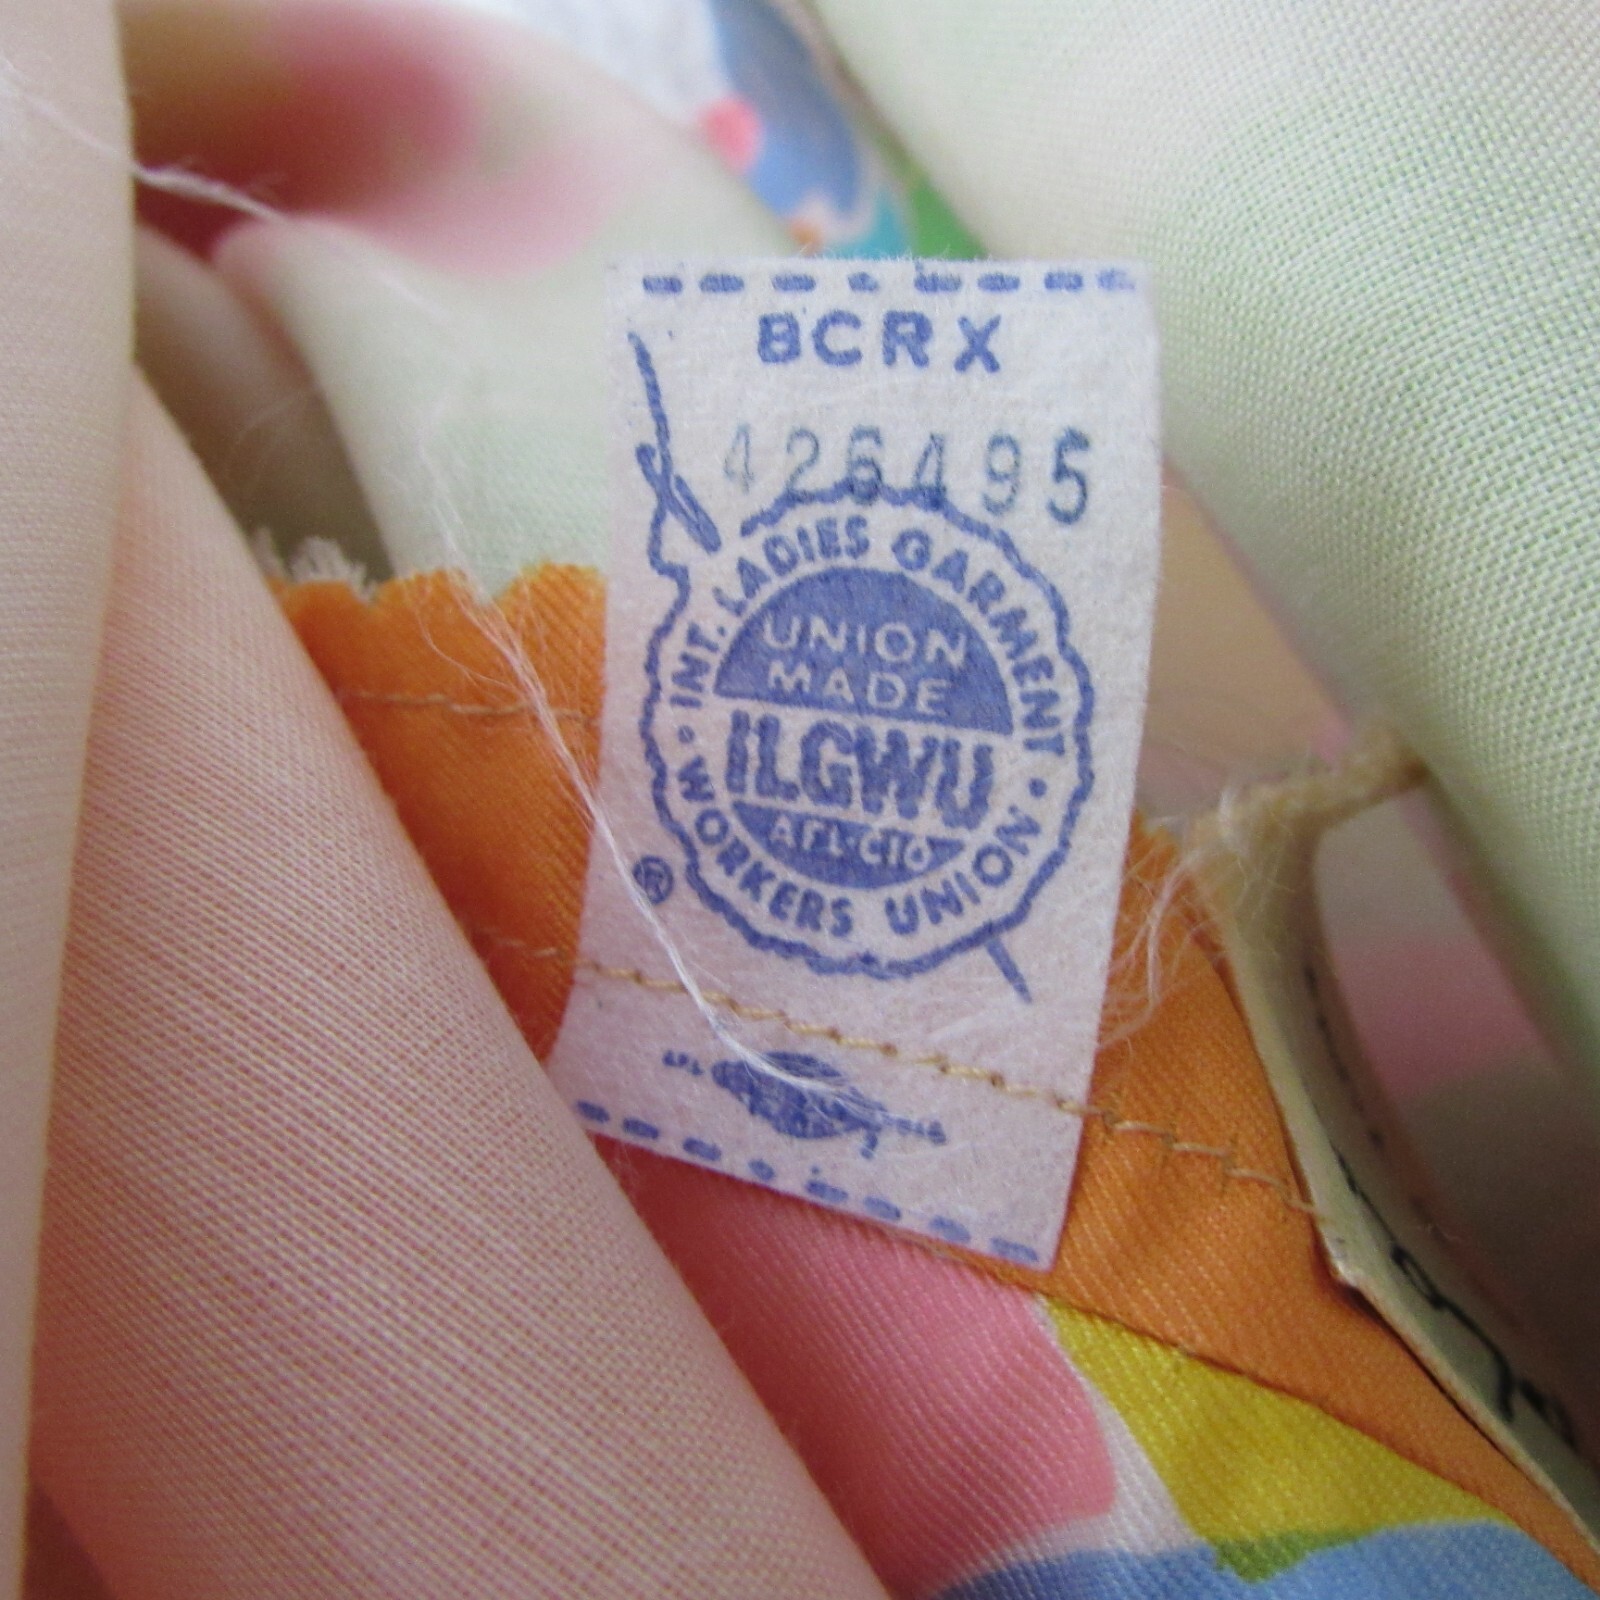 BCRX
426495
INT. LADIES GARMENT
UNION
MADE
ILGWU
AFL-CIO
WORKERS UNION
®